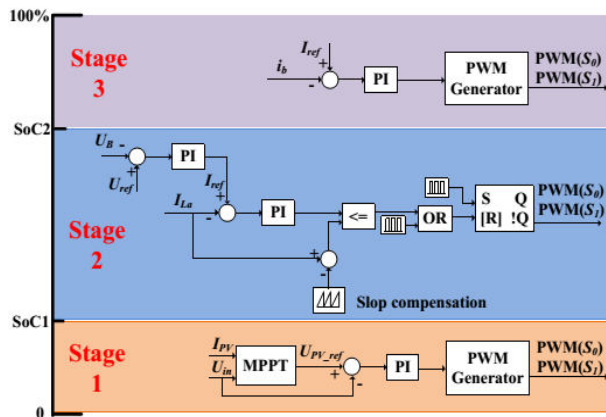 100%
Stage
3
I_ref
+
-
i_b
PI
PWM
Generator
PWM(S_0)
PWM(S_1)
SoC2
Stage
2
U_B
-
+
U_ref
PI
I_ref
+
I_La
-
PI
<=
OR
S Q
[R] !Q
PWM(S_0)
PWM(S_1)
+
-
Slop compensation
SoC1
Stage
1
I_PV
U_in
MPPT
U_PV_ref
+
-
PI
PWM
Generator
PWM(S_0)
PWM(S_1)
0